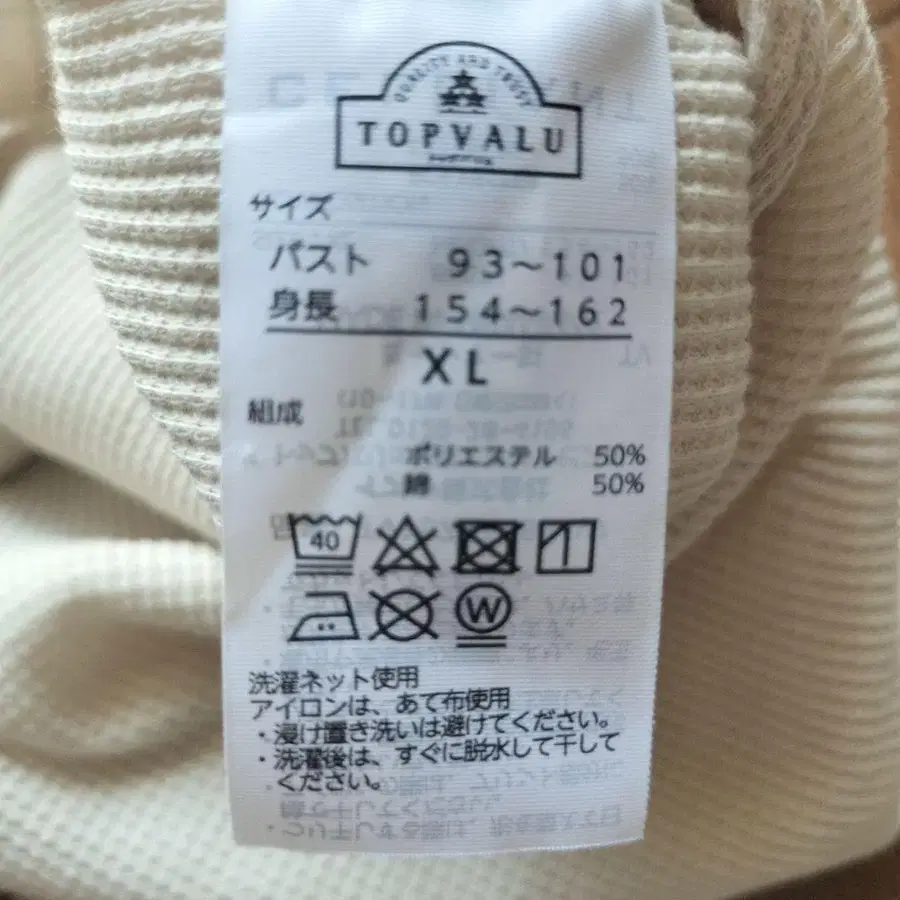 QUALITY AND TRUST
TOPVALU
サイズ
バスト 93～101
身長 154～162
XL
組成
ポリエステル 50%
綿 50%
40
W
洗濯ネット使用
アイロンは、あて布使用
・浸け置き洗いは避けてください。
・洗濯後は、すぐに脱水して干して
ください。